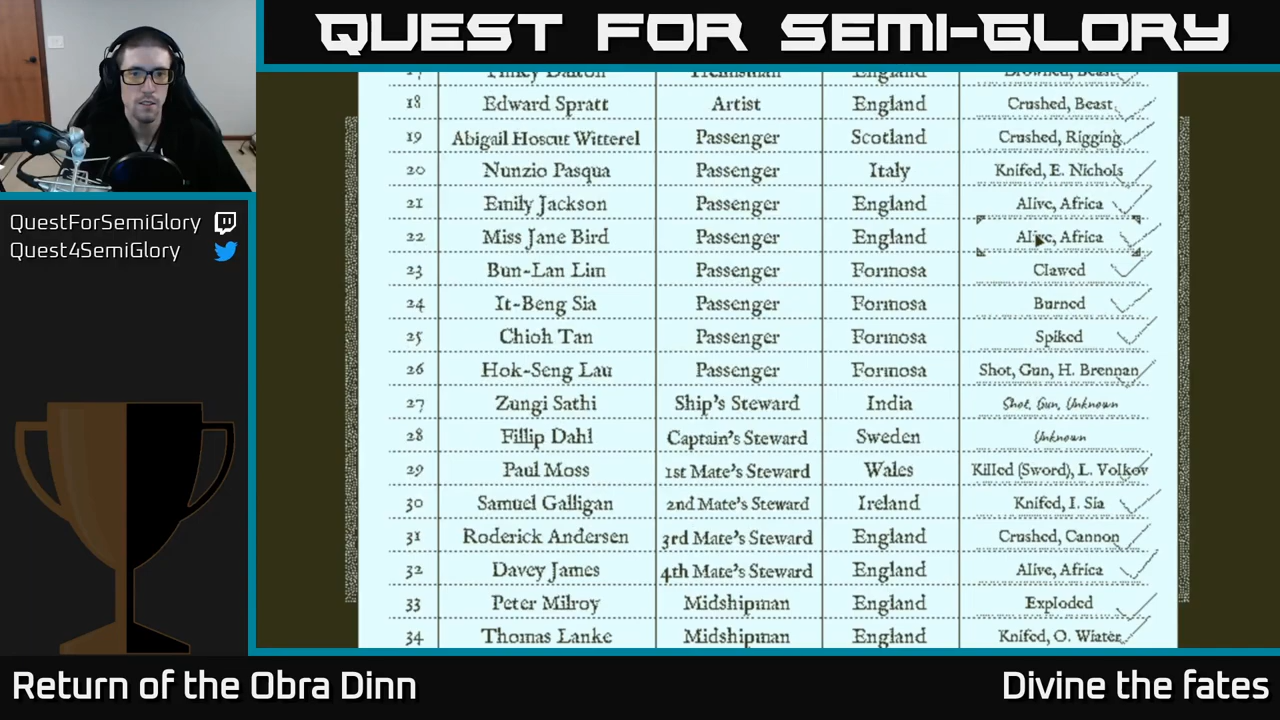 QUEST FOR SEMI-GLORY
QuestForSemiGlory
Quest4SemiGlory
18 Edward Spratt Artist England Crushed, Beast
19 Abigail Hoscut Witterel Passenger Scotland Crushed, Rigging
20 Nunzio Pasqua Passenger Italy Knifed, E. Nichols
21 Emily Jackson Passenger England Alive, Africa
22 Miss Jane Bird Passenger England Alive, Africa
23 Bun-Lan Lim Passenger Formosa Clawed
24 It-Beng Sia Passenger Formosa Burned
25 Chioh Tan Passenger Formosa Spiked
26 Hok-Seng Lau Passenger Formosa Shot, Gun, H. Brennan
27 Zungi Sathi Ship's Steward India Shot, Gun, Unknown
28 Fillip Dahl Captain's Steward Sweden Unknown
29 Paul Moss 1st Mate's Steward Wales Killed (Sword), L. Volkov
30 Samuel Galligan 2nd Mate's Steward Ireland Knifed, I. Sia
31 Roderick Andersen 3rd Mate's Steward England Crushed, Cannon
32 Davey James 4th Mate's Steward England Alive, Africa
33 Peter Milroy Midshipman England Exploded
34 Thomas Lanke Midshipman England Knifed, O. Wiater
Return of the Obra Dinn
Divine the fates